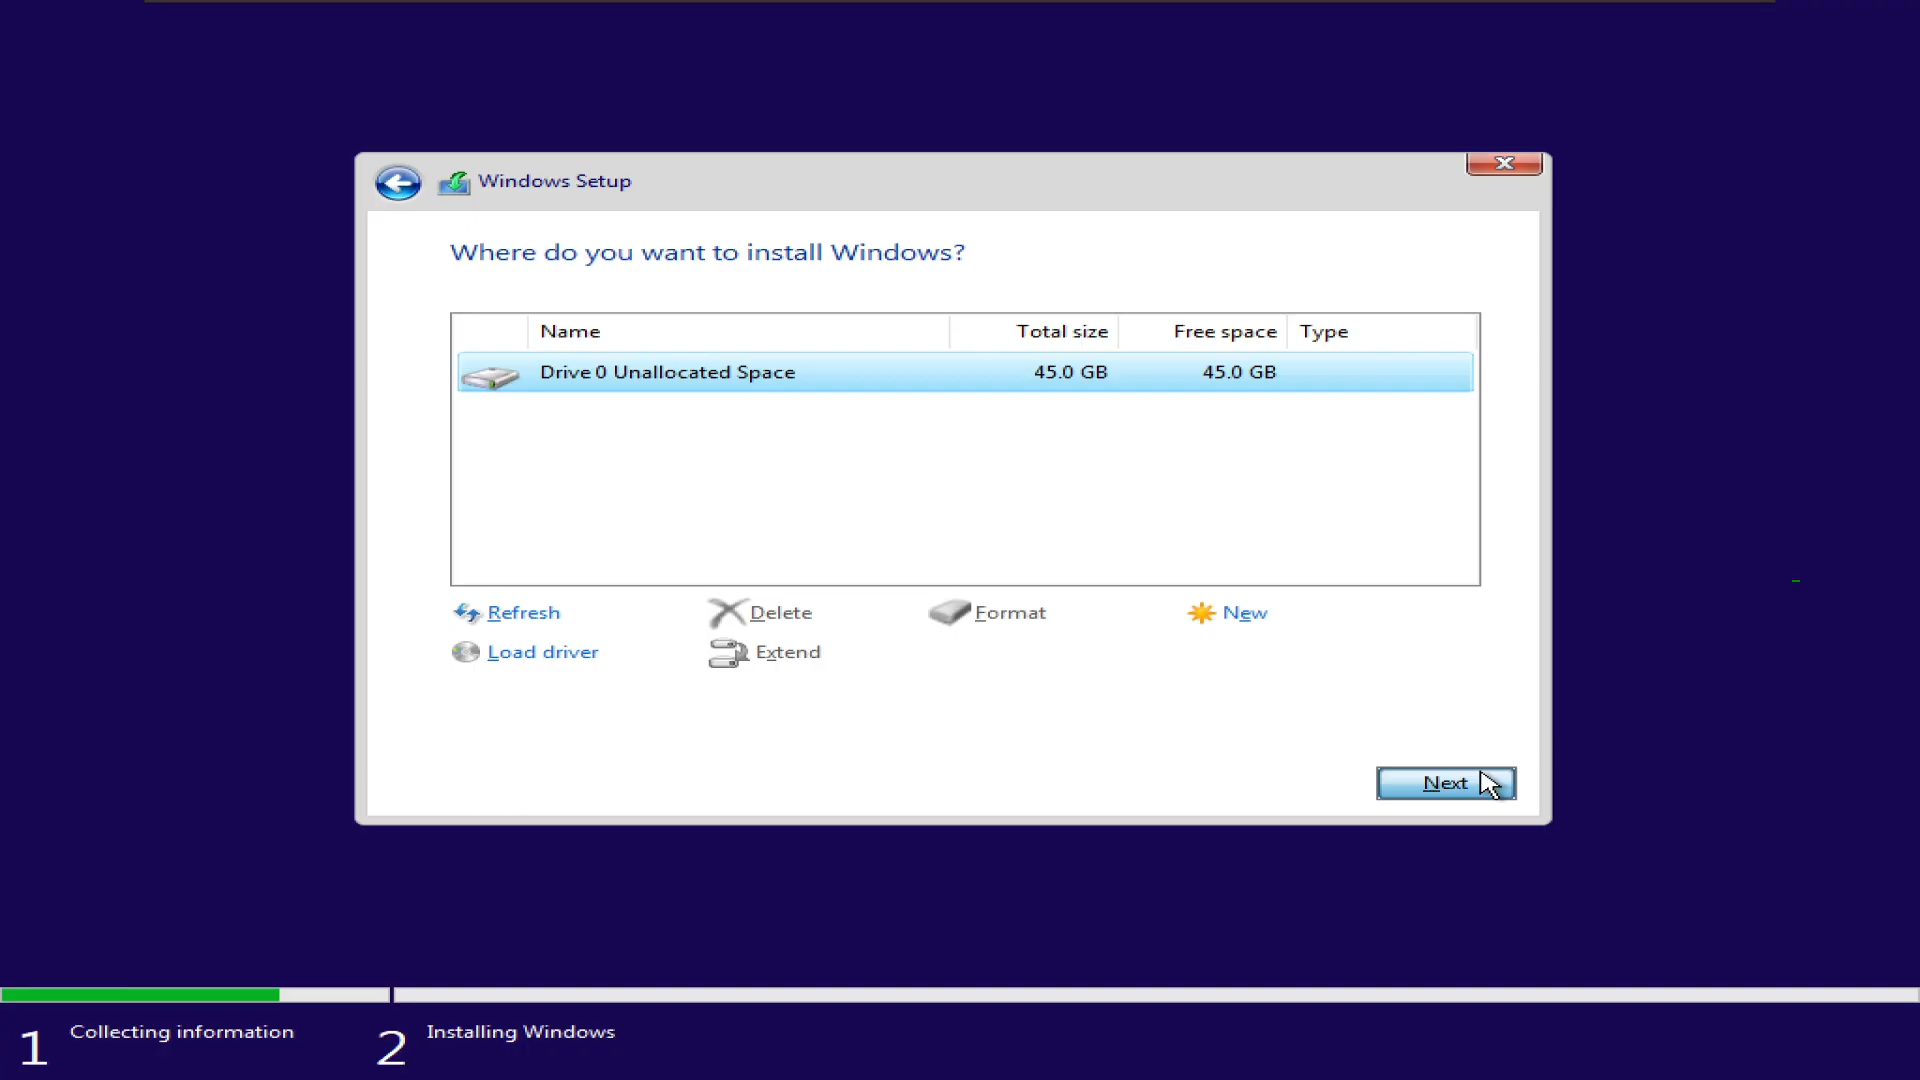 Windows Setup
Where do you want to install Windows?
Name Total size Free space Type
Drive 0 Unallocated Space 45.0 GB 45.0 GB
Refresh Delete Format New
Load driver Extend
Next
1 Collecting information 2 Installing Windows